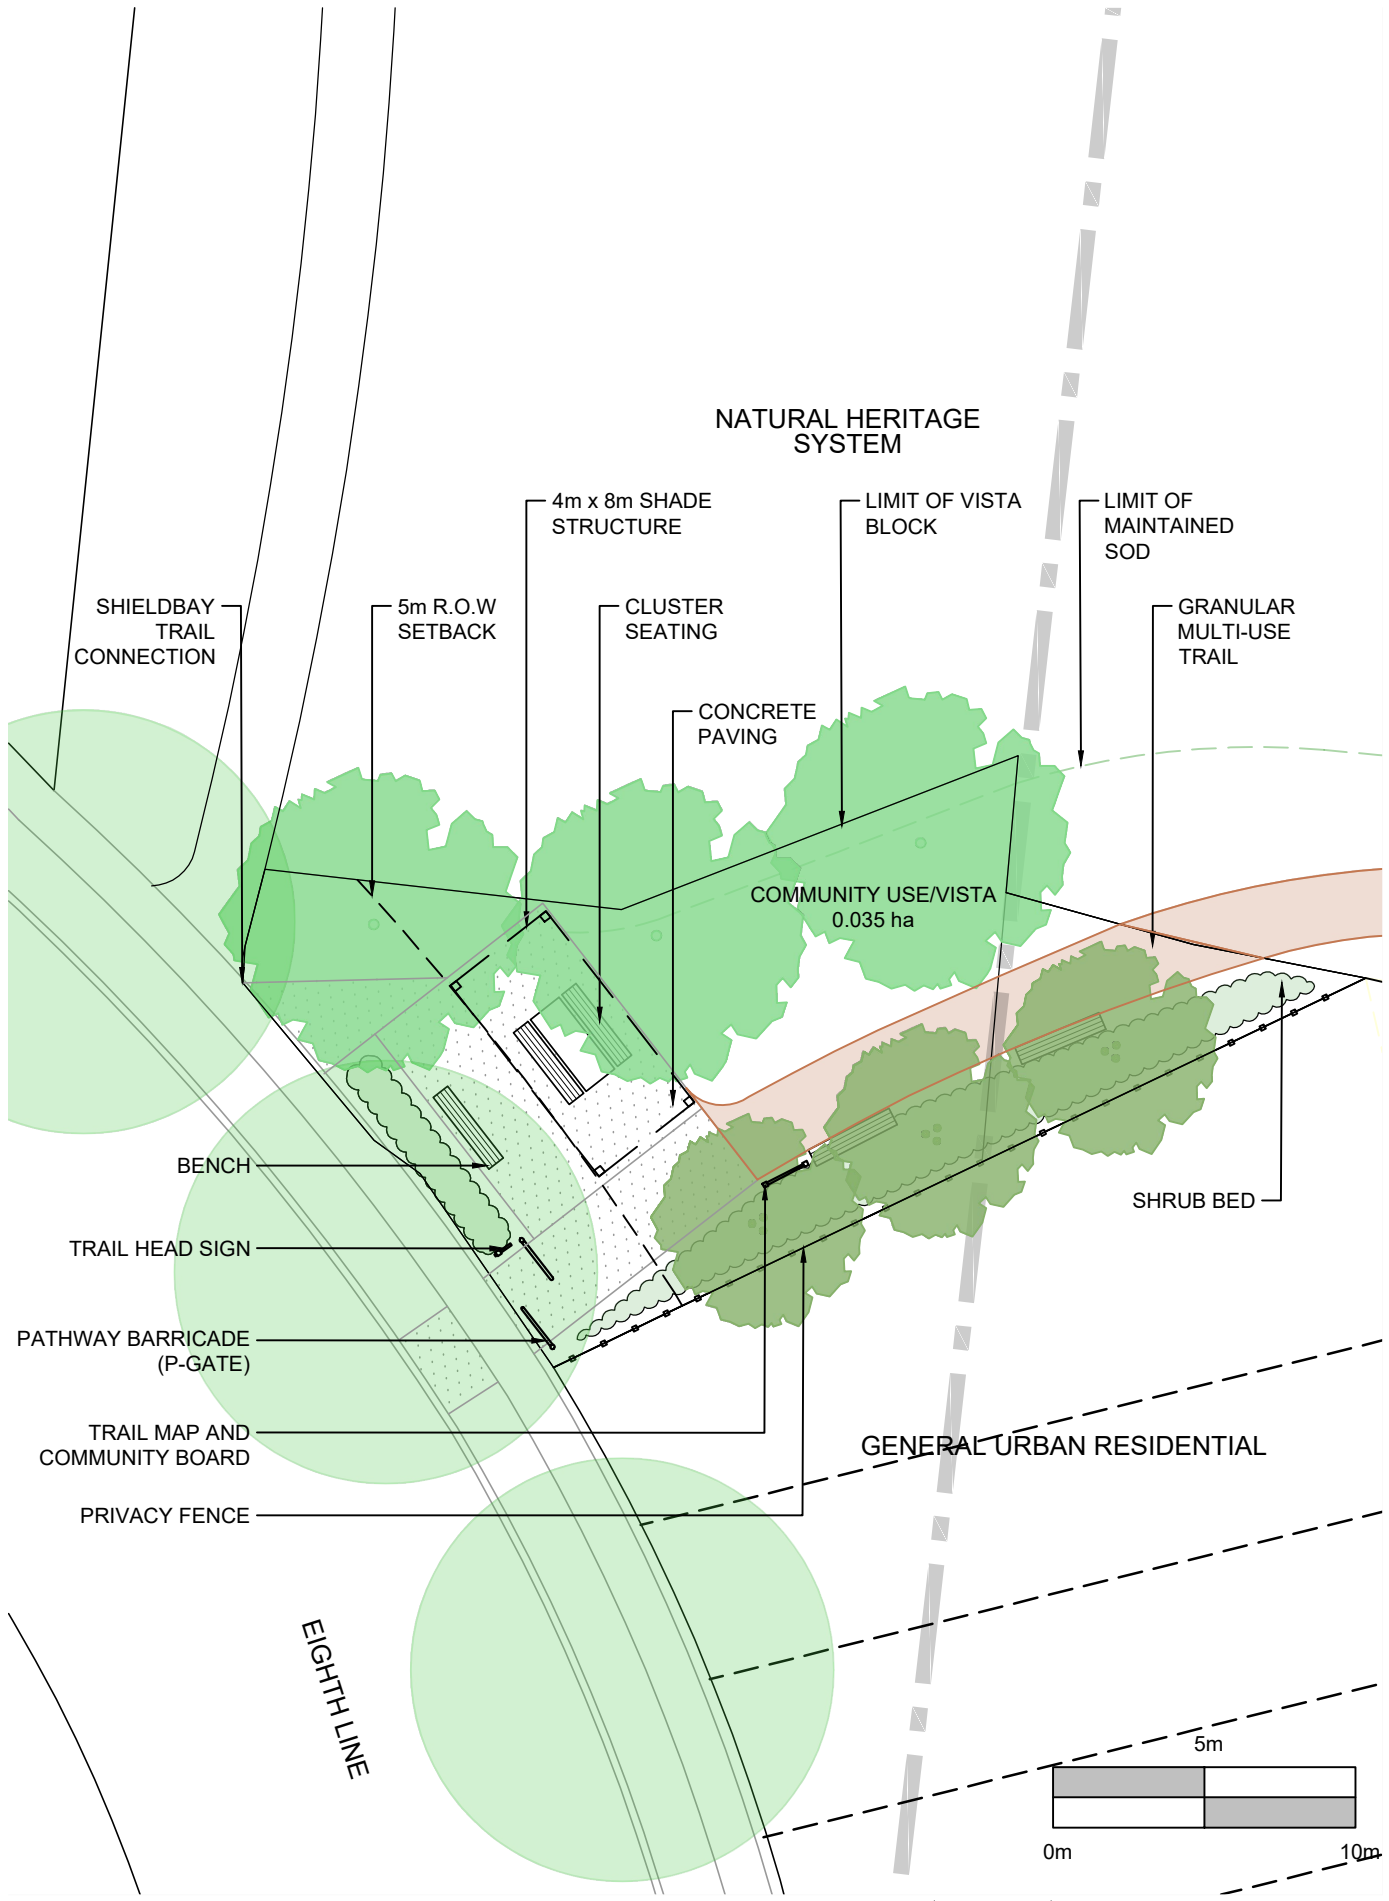 NATURAL HERITAGE
SYSTEM
4m x 8m SHADE
STRUCTURE
LIMIT OF VISTA
BLOCK
LIMIT OF
MAINTAINED
SOD
SHIELDBAY
TRAIL
CONNECTION
5m R.O.W
SETBACK
CLUSTER
SEATING
GRANULAR
MULTI-USE
TRAIL
CONCRETE
PAVING
COMMUNITY USE/VISTA
0.035 ha
BENCH
SHRUB BED
TRAIL HEAD SIGN
PATHWAY BARRICADE
(P-GATE)
TRAIL MAP AND
COMMUNITY BOARD
GENERAL URBAN RESIDENTIAL
PRIVACY FENCE
EIGHTH LINE
5m
0m
10m